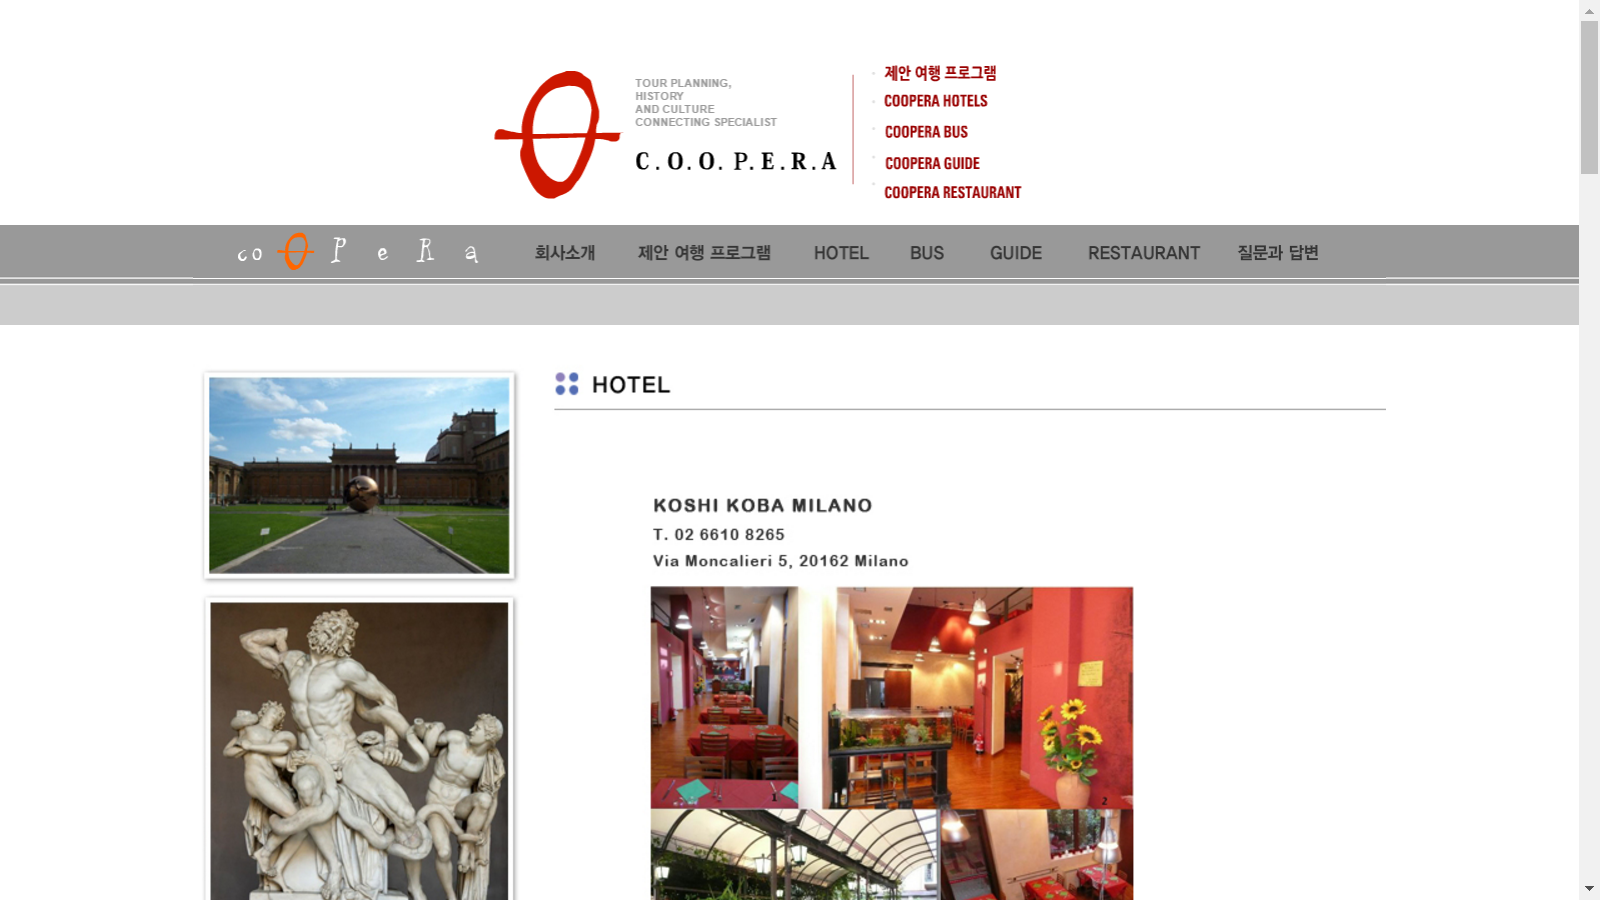 TOUR PLANNING,
HISTORY
AND CULTURE
CONNECTING SPECIALIST
C.O.O.P.E.R.A
제안 여행 프로그램
COOPERA HOTELS
COOPERA BUS
COOPERA GUIDE
COOPERA RESTAURANT
co O P e R a
회사소개
제안 여행 프로그램
HOTEL
BUS
GUIDE
RESTAURANT
질문과 답변
HOTEL
KOSHI KOBA MILANO
T. 02 6610 8265
Via Moncalieri 5, 20162 Milano
1
2